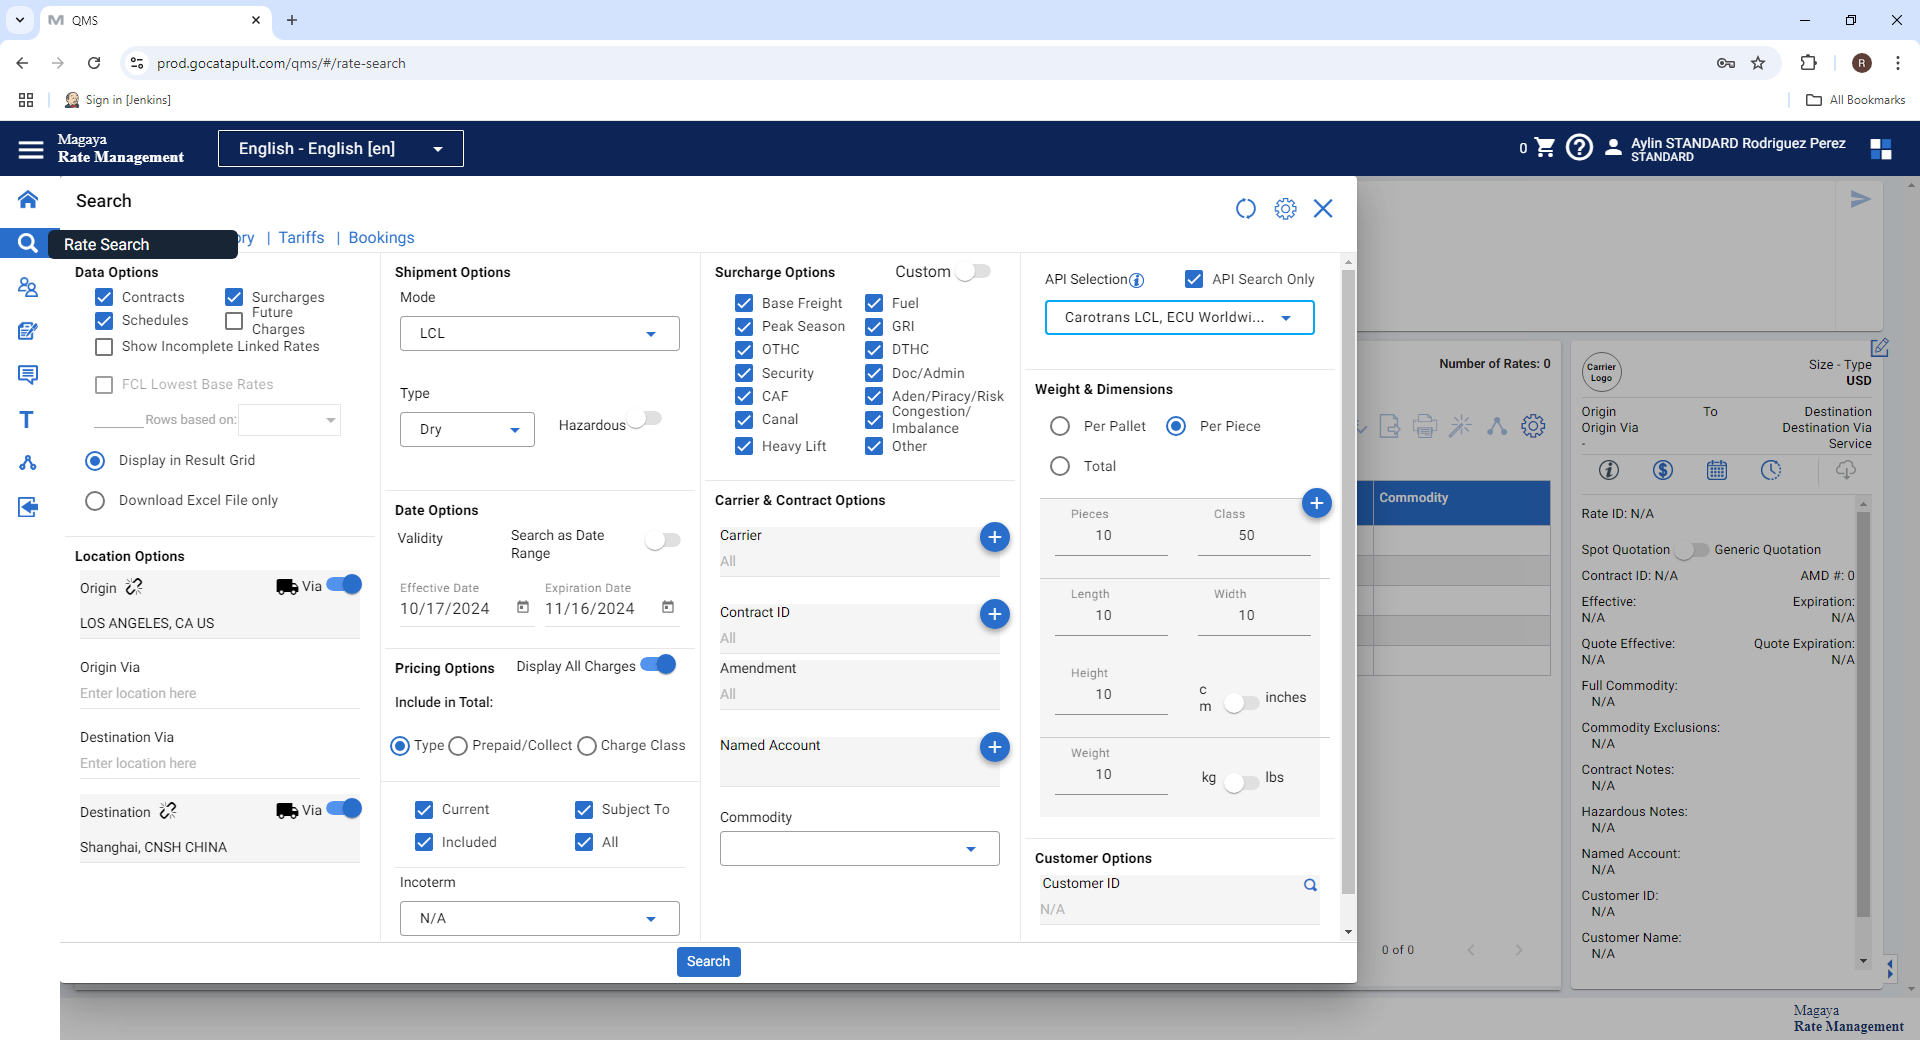 QMS
prod.gocatapult.com/qms/#/rate-search
R
Sign in [Jenkins]
All Bookmarks
Magaya
Rate Management
English - English [en]
0
Aylin STANDARD Rodriguez Perez
STANDARD
Search
Rate Search
ory | Tariffs | Bookings
Data Options
Contracts
Surcharges
Schedules
Future Charges
Show Incomplete Linked Rates
FCL Lowest Base Rates
Rows based on:
Display in Result Grid
Download Excel File only
Location Options
Origin
Via
LOS ANGELES, CA US
Origin Via
Enter location here
Destination Via
Enter location here
Destination
Via
Shanghai, CNSH CHINA
Shipment Options
Mode
LCL
Type
Dry
Hazardous
Date Options
Validity
Search as Date Range
Effective Date
10/17/2024
Expiration Date
11/16/2024
Pricing Options
Display All Charges
Include in Total:
Type
Prepaid/Collect
Charge Class
Current
Subject To
Included
All
Incoterm
N/A
Surcharge Options
Custom
Base Freight
Fuel
Peak Season
GRI
OTHC
DTHC
Security
Doc/Admin
CAF
Aden/Piracy/Risk
Canal
Congestion/
Imbalance
Heavy Lift
Other
Carrier & Contract Options
Carrier
All
Contract ID
All
Amendment
All
Named Account
Commodity
API Selection
API Search Only
Carotrans LCL, ECU Worldwi...
Weight & Dimensions
Per Pallet
Per Piece
Total
Pieces
10
Class
50
Length
10
Width
10
Height
10
c
m
inches
Weight
10
kg
lbs
Customer Options
Customer ID
N/A
Search
Number of Rates: 0
Commodity
0 of 0
Carrier
Logo
Size - Type
USD
Origin
To
Destination
Origin Via
Destination Via
-
Service
Rate ID: N/A
Spot Quotation
Generic Quotation
Contract ID: N/A
AMD #: 0
Effective:
N/A
Expiration:
N/A
Quote Effective:
N/A
Quote Expiration:
N/A
Full Commodity:
N/A
Commodity Exclusions:
N/A
Contract Notes:
N/A
Hazardous Notes:
N/A
Named Account:
N/A
Customer ID:
N/A
Customer Name:
N/A
Magaya
Rate Management